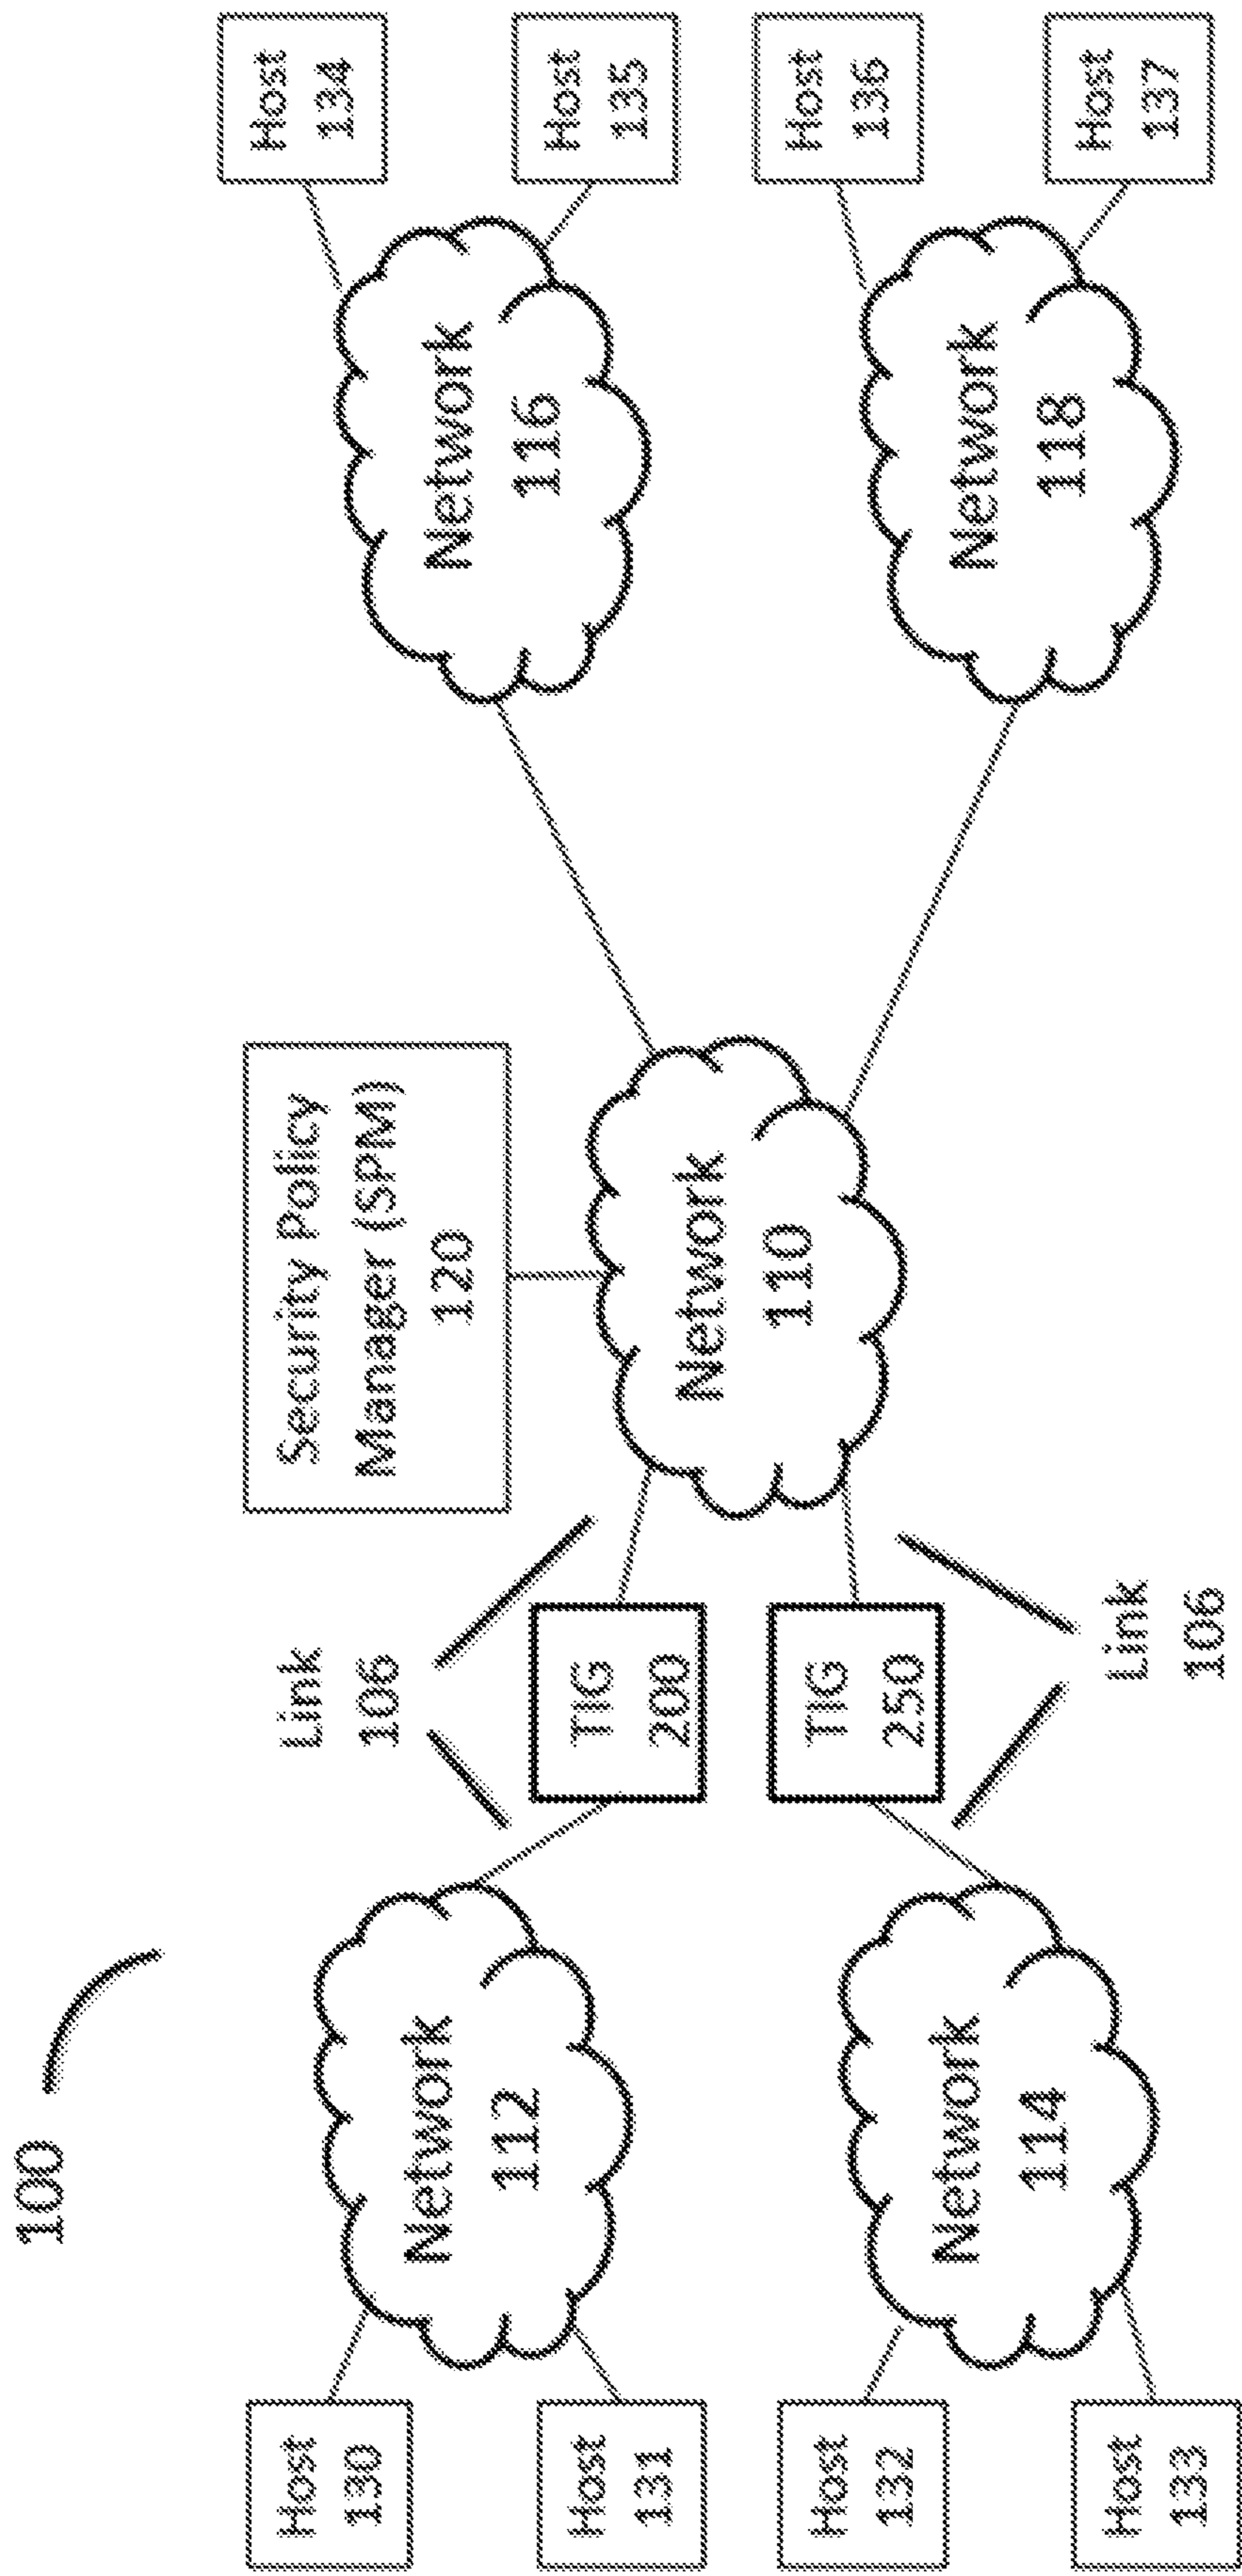 100
Host
130
Host
131
Host
132
Host
133
Network
112
Network
114
Link
106
TIG
200
TIG
250
Link
106
Security Policy
Manager (SPM)
120
Network
110
Network
116
Network
118
Host
134
Host
135
Host
136
Host
137